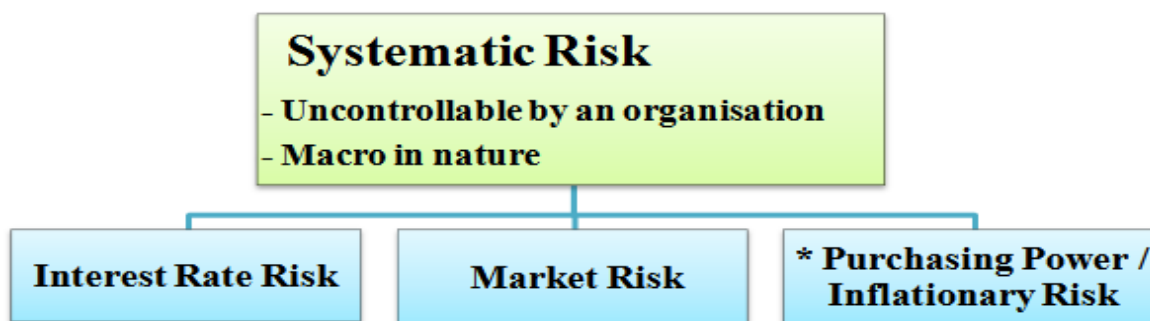 Systematic Risk
- Uncontrollable by an organisation
- Macro in nature
Interest Rate Risk
Market Risk
* Purchasing Power /
Inflationary Risk